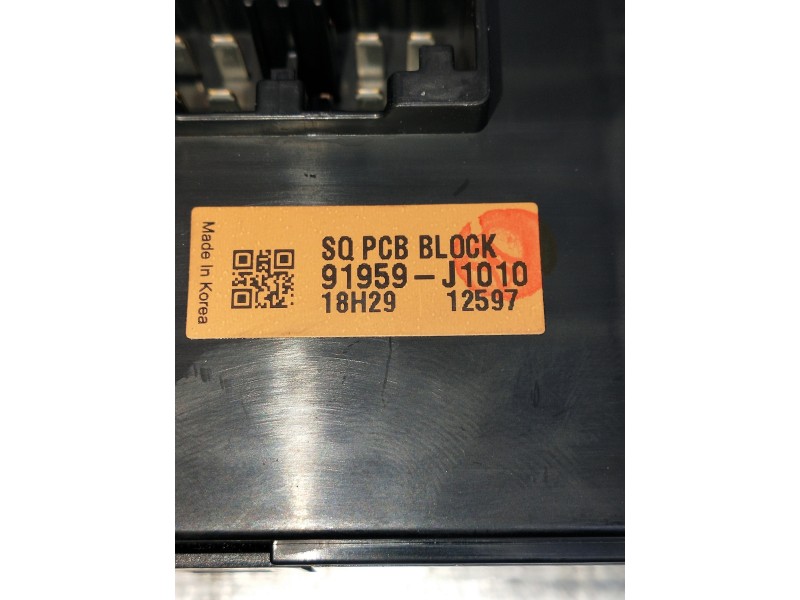 Made In Korea
SQ PCB BLOCK
91959-J1010
18H29 12597